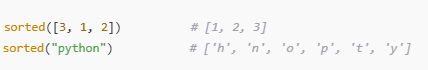 sorted([3, 1, 2])          # [1, 2, 3]
sorted("python")           # ['h', 'n', 'o', 'p', 't', 'y']